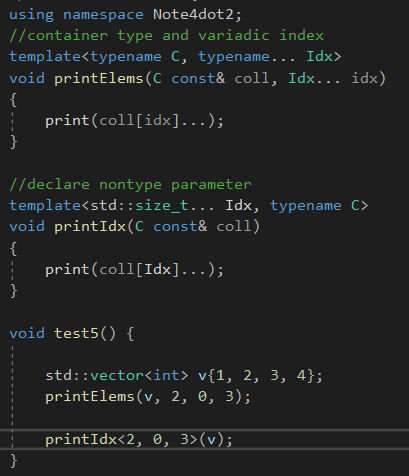 using namespace Note4dot2;
//container type and variadic index
template<typename C, typename... Idx>
void printElems(C const& coll, Idx... idx)
{
    print(coll[idx]...);
}

//declare nontype parameter
template<std::size_t... Idx, typename C>
void printIdx(C const& coll)
{
    print(coll[Idx]...);
}

void test5() {

    std::vector<int> v{1, 2, 3, 4};
    printElems(v, 2, 0, 3);

    printIdx<2, 0, 3>(v);
}